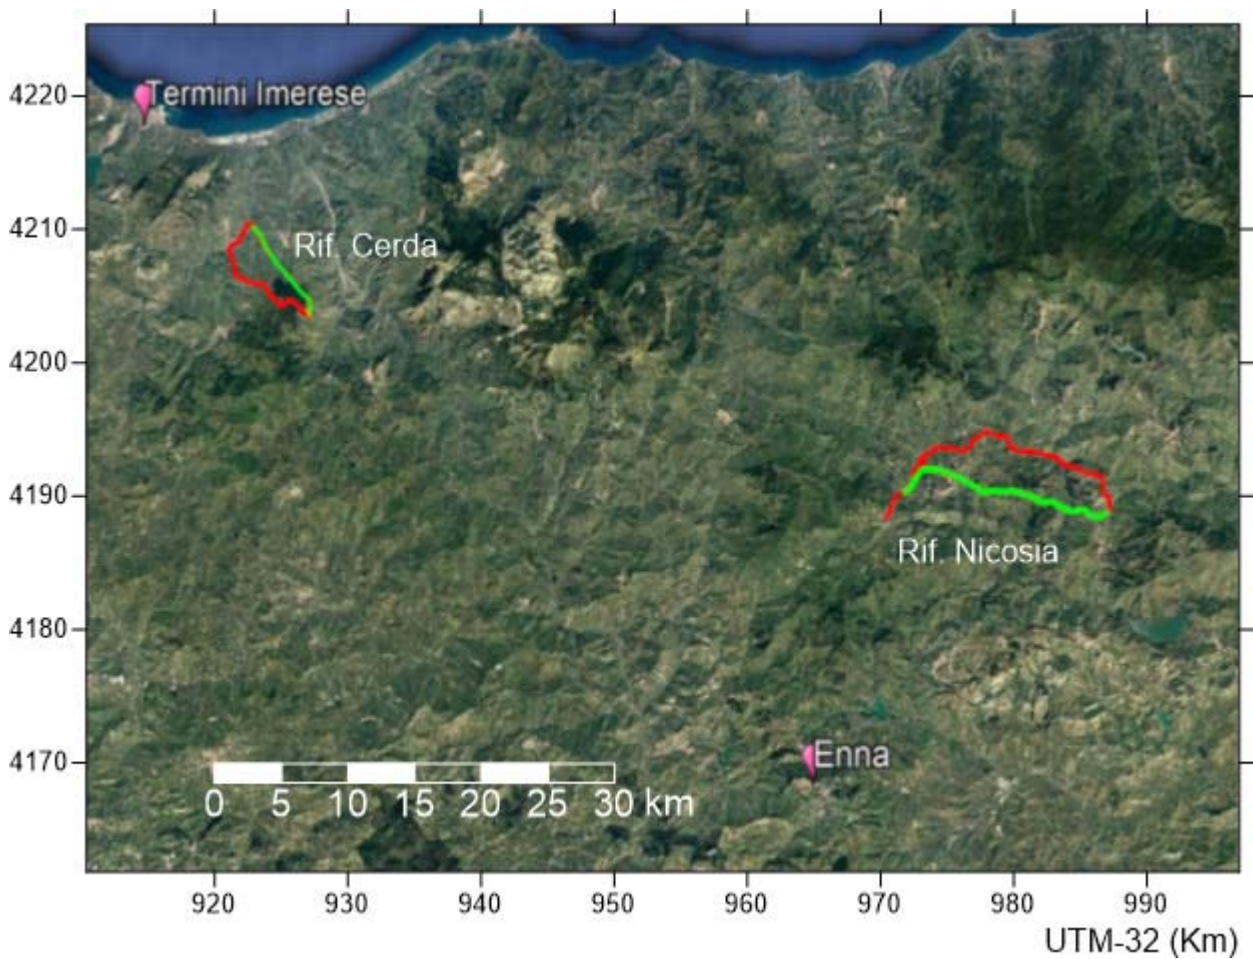 4220
Termini Imerese
4210
Rif. Cerda
4200
4190
Rif. Nicosia
4180
4170
Enna
0 5 10 15 20 25 30 km
920 930 940 950 960 970 980 990
UTM-32 (Km)